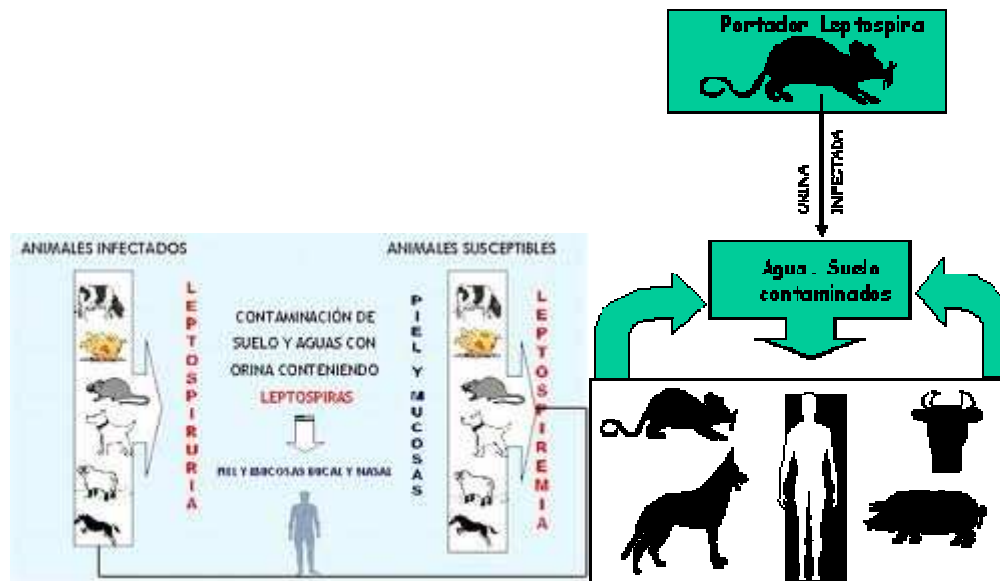 Portador Leptospira
ORINA
INFECTADA
Agua - Suelo
contaminados
ANIMALES INFECTADOS
ANIMALES SUSCEPTIBLES
LEPTOSPIRURIA
CONTAMINACIÓN DE
SUELO Y AGUAS CON
ORINA CONTENIENDO
LEPTOSPIRAS
PIEL Y MUCOSAS BUCAL Y NASAL
PIEL Y MUCOSAS
LEPTOSPIREMIA